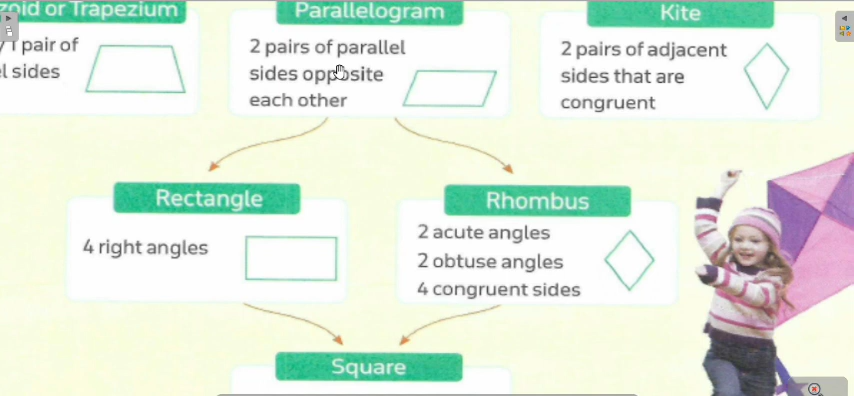 zoid or Trapezium
1 pair of
sides
Parallelogram
2 pairs of parallel
sides opposite
each other
Kite
2 pairs of adjacent
sides that are
congruent
Rectangle
4 right angles
Rhombus
2 acute angles
2 obtuse angles
4 congruent sides
Square